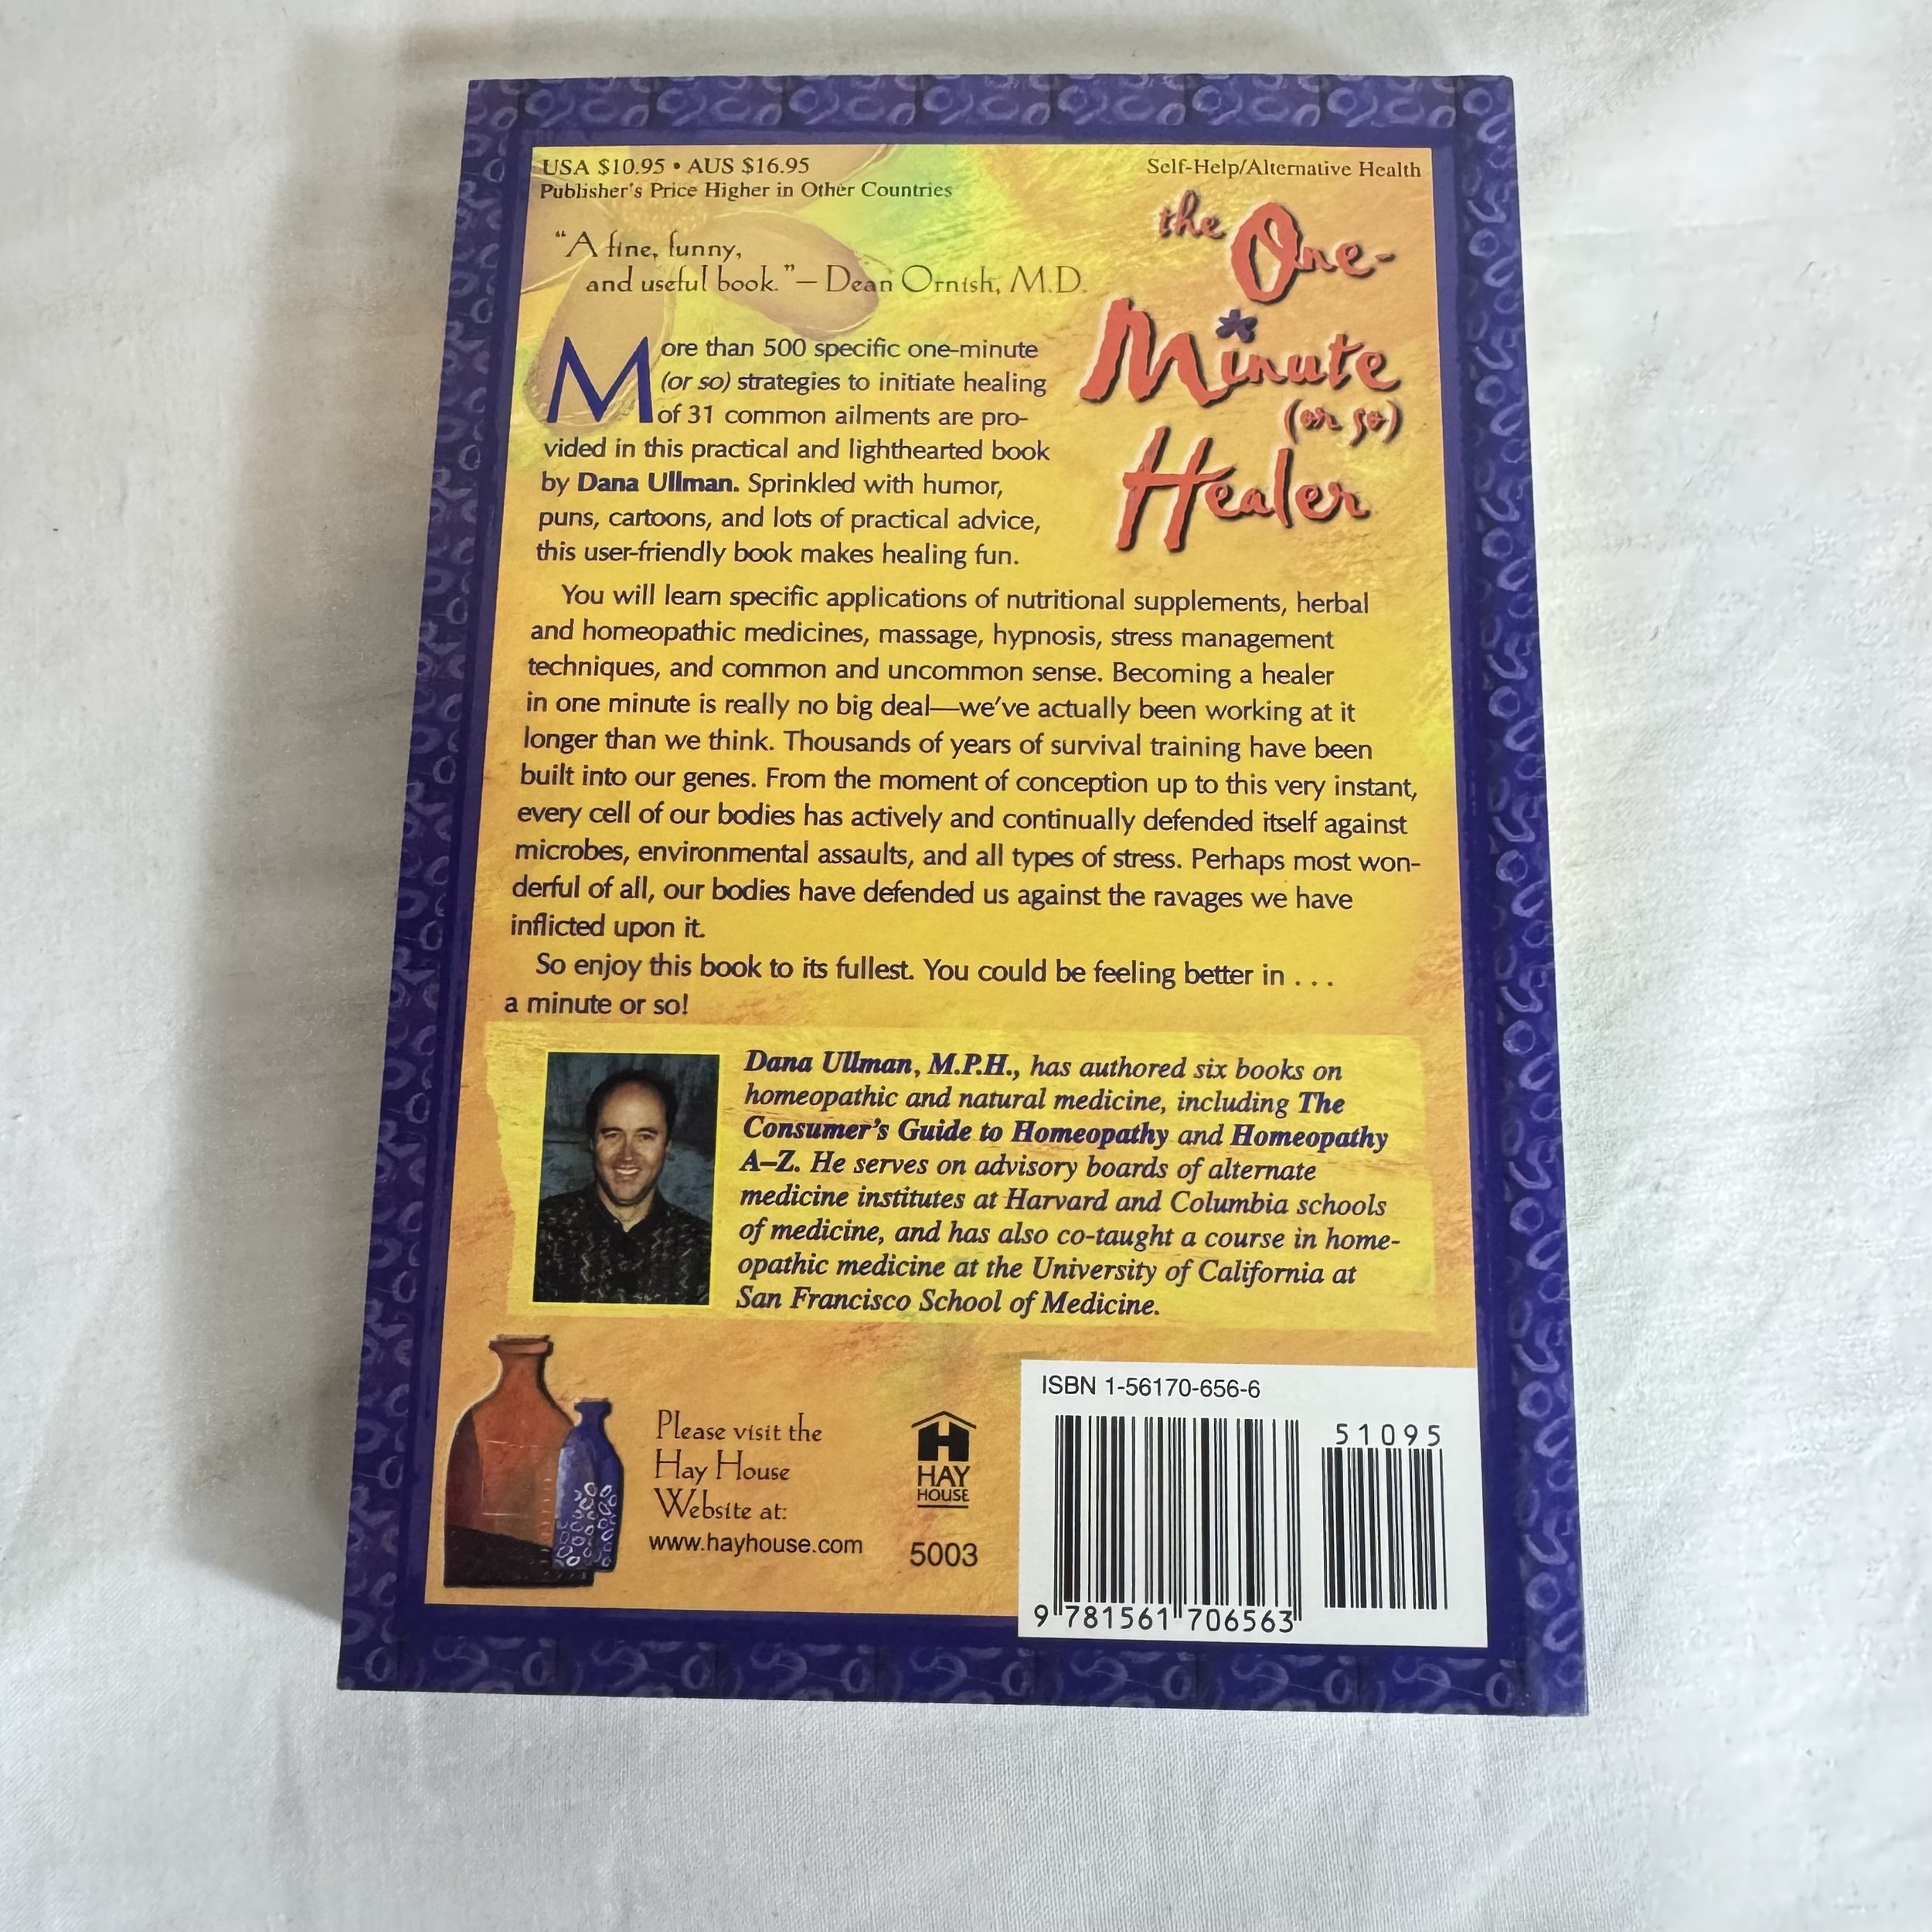 USA $10.95 • AUS $16.95
Publisher's Price Higher in Other Countries
Self-Help/Alternative Health
"A fine, funny,
and useful book." — Dean Ornish, M.D.
the One-
Minute
(or so)
Healer
More than 500 specific one-minute
(or so) strategies to initiate healing
of 31 common ailments are pro-
vided in this practical and lighthearted book
by Dana Ullman. Sprinkled with humor,
puns, cartoons, and lots of practical advice,
this user-friendly book makes healing fun.
You will learn specific applications of nutritional supplements, herbal
and homeopathic medicines, massage, hypnosis, stress management
techniques, and common and uncommon sense. Becoming a healer
in one minute is really no big deal—we've actually been working at it
longer than we think. Thousands of years of survival training have been
built into our genes. From the moment of conception up to this very instant,
every cell of our bodies has actively and continually defended itself against
microbes, environmental assaults, and all types of stress. Perhaps most won-
derful of all, our bodies have defended us against the ravages we have
inflicted upon it.
So enjoy this book to its fullest. You could be feeling better in . . .
a minute or so!
Dana Ullman, M.P.H., has authored six books on
homeopathic and natural medicine, including The
Consumer's Guide to Homeopathy and Homeopathy
A–Z. He serves on advisory boards of alternate
medicine institutes at Harvard and Columbia schools
of medicine, and has also co-taught a course in home-
opathic medicine at the University of California at
San Francisco School of Medicine.
Please visit the
Hay House
Website at:
www.hayhouse.com
HAY
HOUSE
5003
ISBN 1-56170-656-6
51095
9 781561 706563